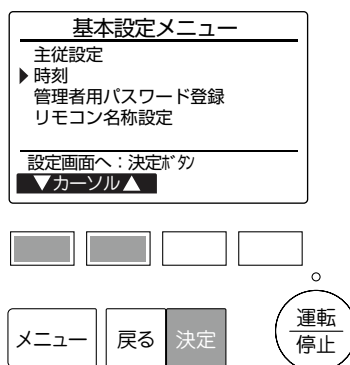 基本設定メニュー
主従設定
▶時刻
管理者用パスワード登録
リモコン名称設定
設定画面へ：決定ﾎﾞﾀﾝ
▼カーソル▲
メニュー
戻る
決定
運転
停止